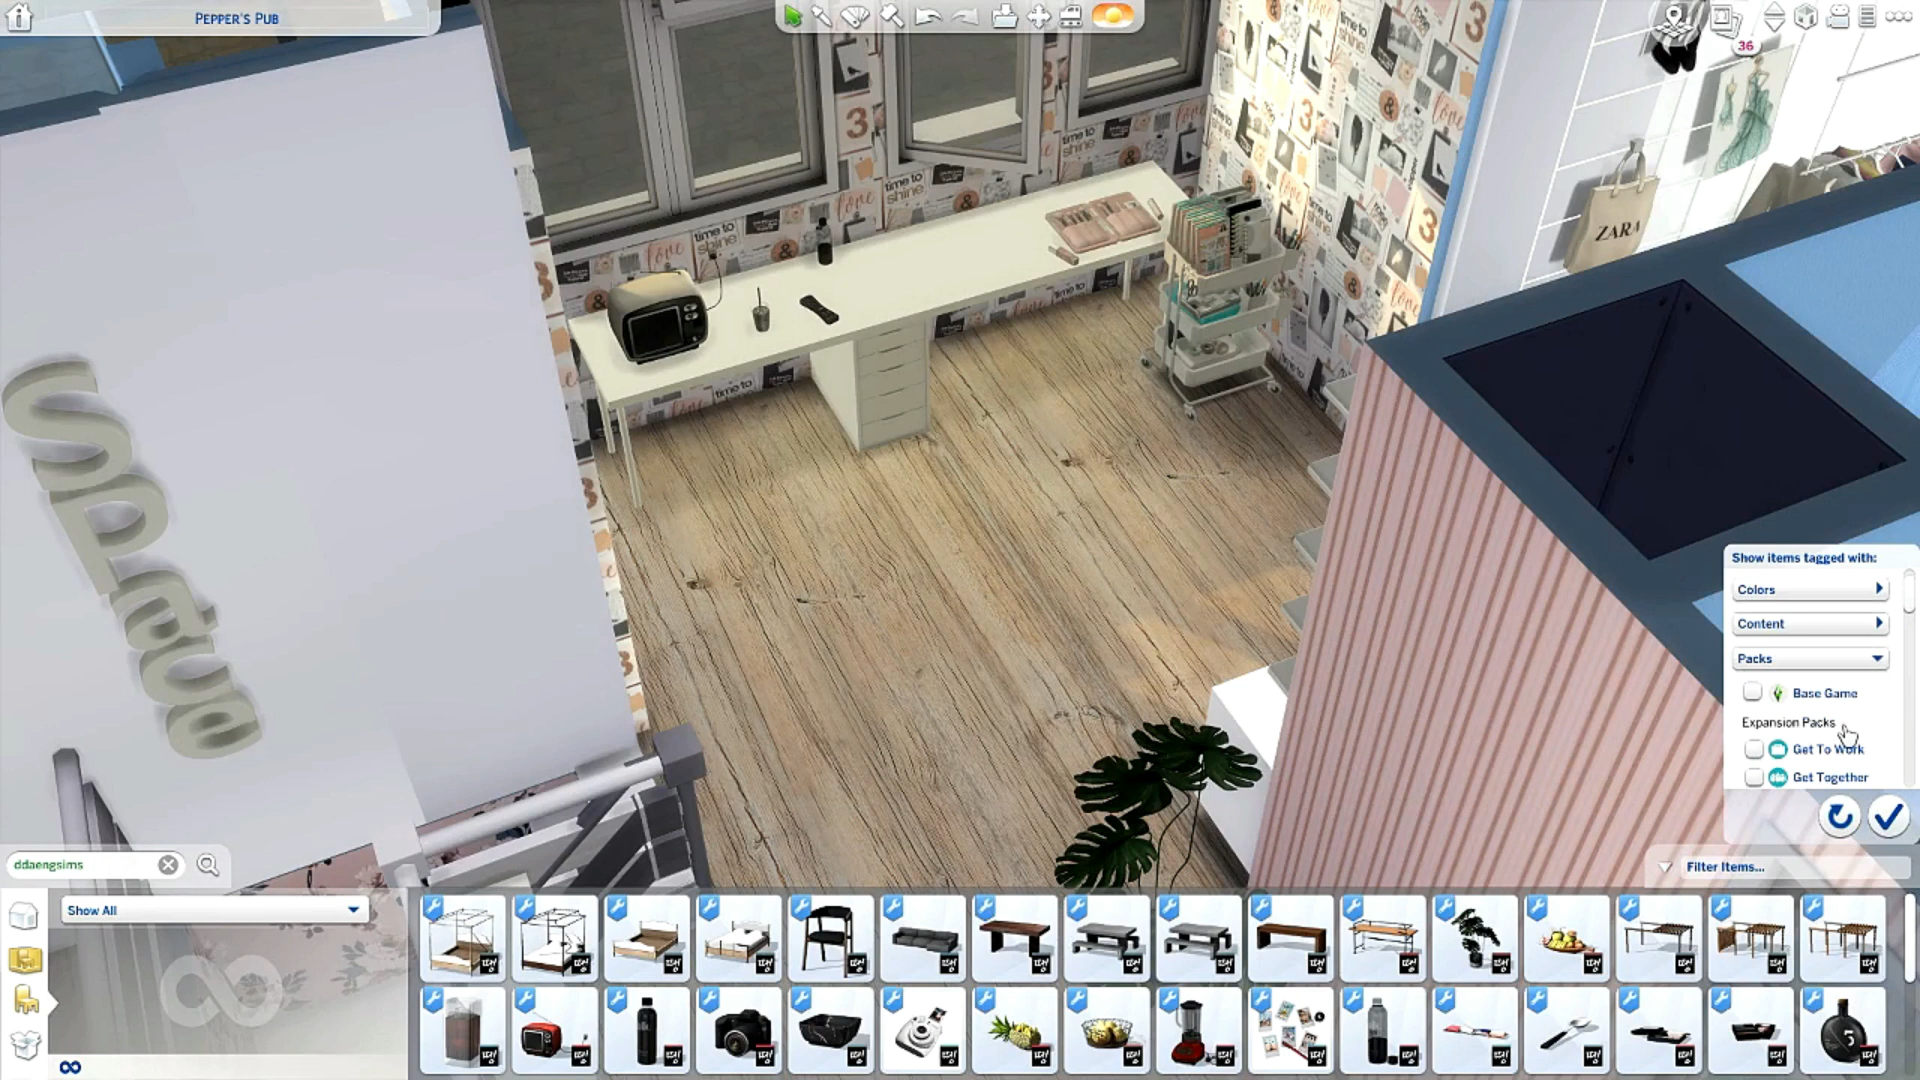 PEPPER'S PUB
36
3
time to
shine
love
&
ZARA
SPague
Show items tagged with:
Colors
Content
Packs
Base Game
Expansion Packs
Get To Work
Get Together
Filter Items...
ddaengsims
Show All